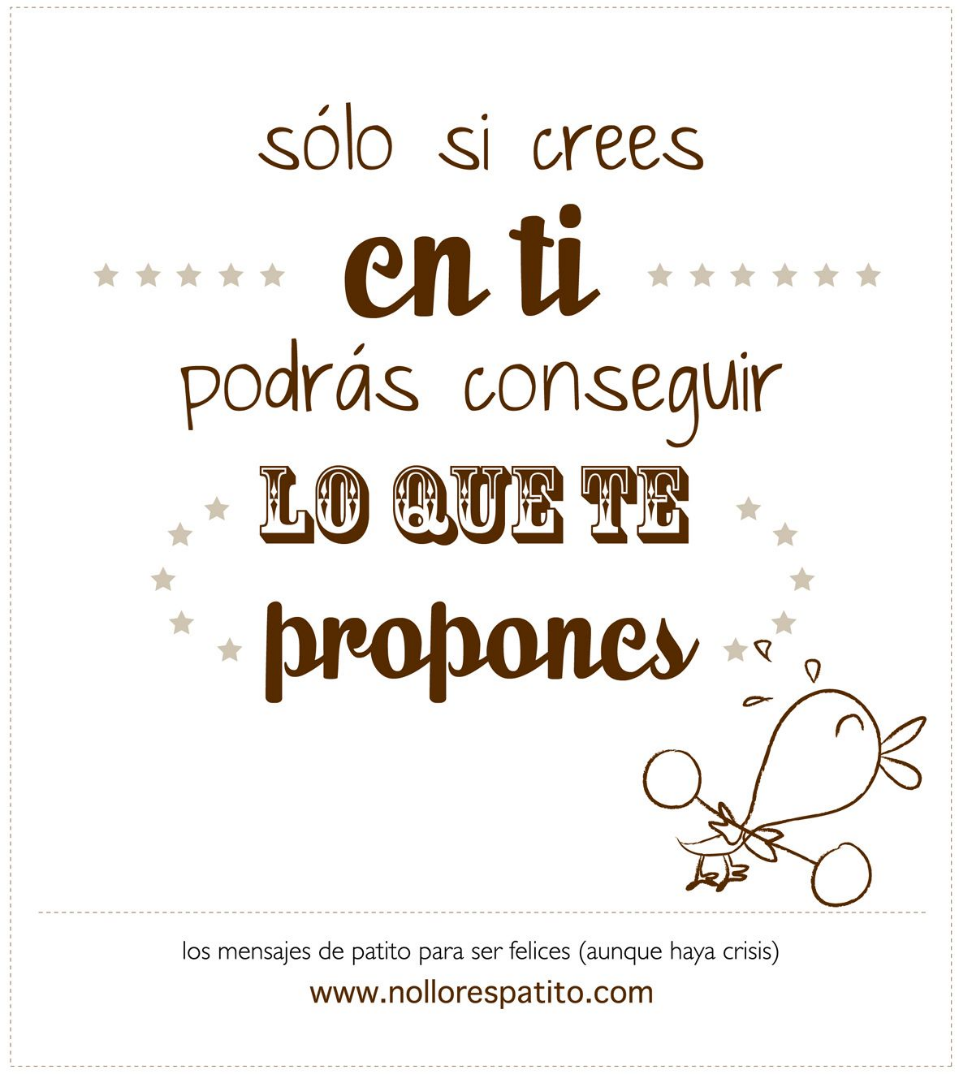 sólo si crees
en ti
podrás conseguir
LO QUE TE
propones
los mensajes de patito para ser felices (aunque haya crisis)
www.nollorespatito.com